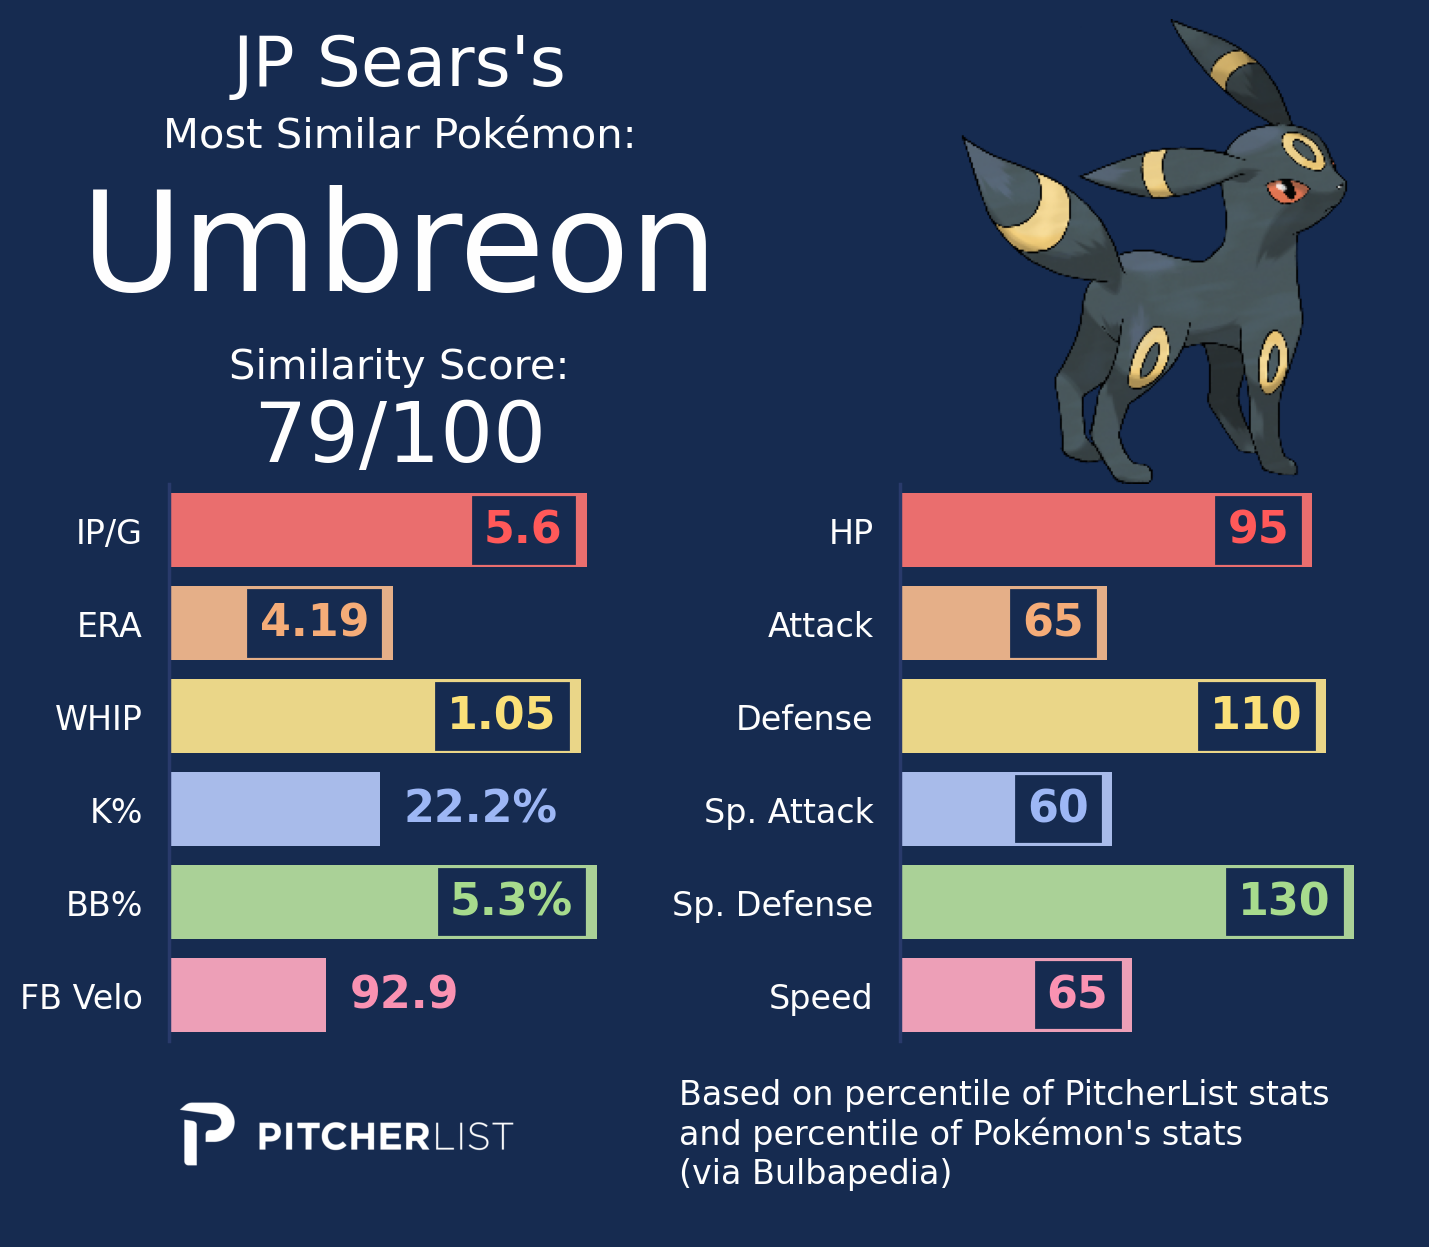 JP Sears's
Most Similar Pokémon:
Umbreon
Similarity Score:
79/100
IP/G 5.6
ERA 4.19
WHIP 1.05
K% 22.2%
BB% 5.3%
FB Velo 92.9
HP 95
Attack 65
Defense 110
Sp. Attack 60
Sp. Defense 130
Speed 65
PITCHERLIST
Based on percentile of PitcherList stats
and percentile of Pokémon's stats
(via Bulbapedia)